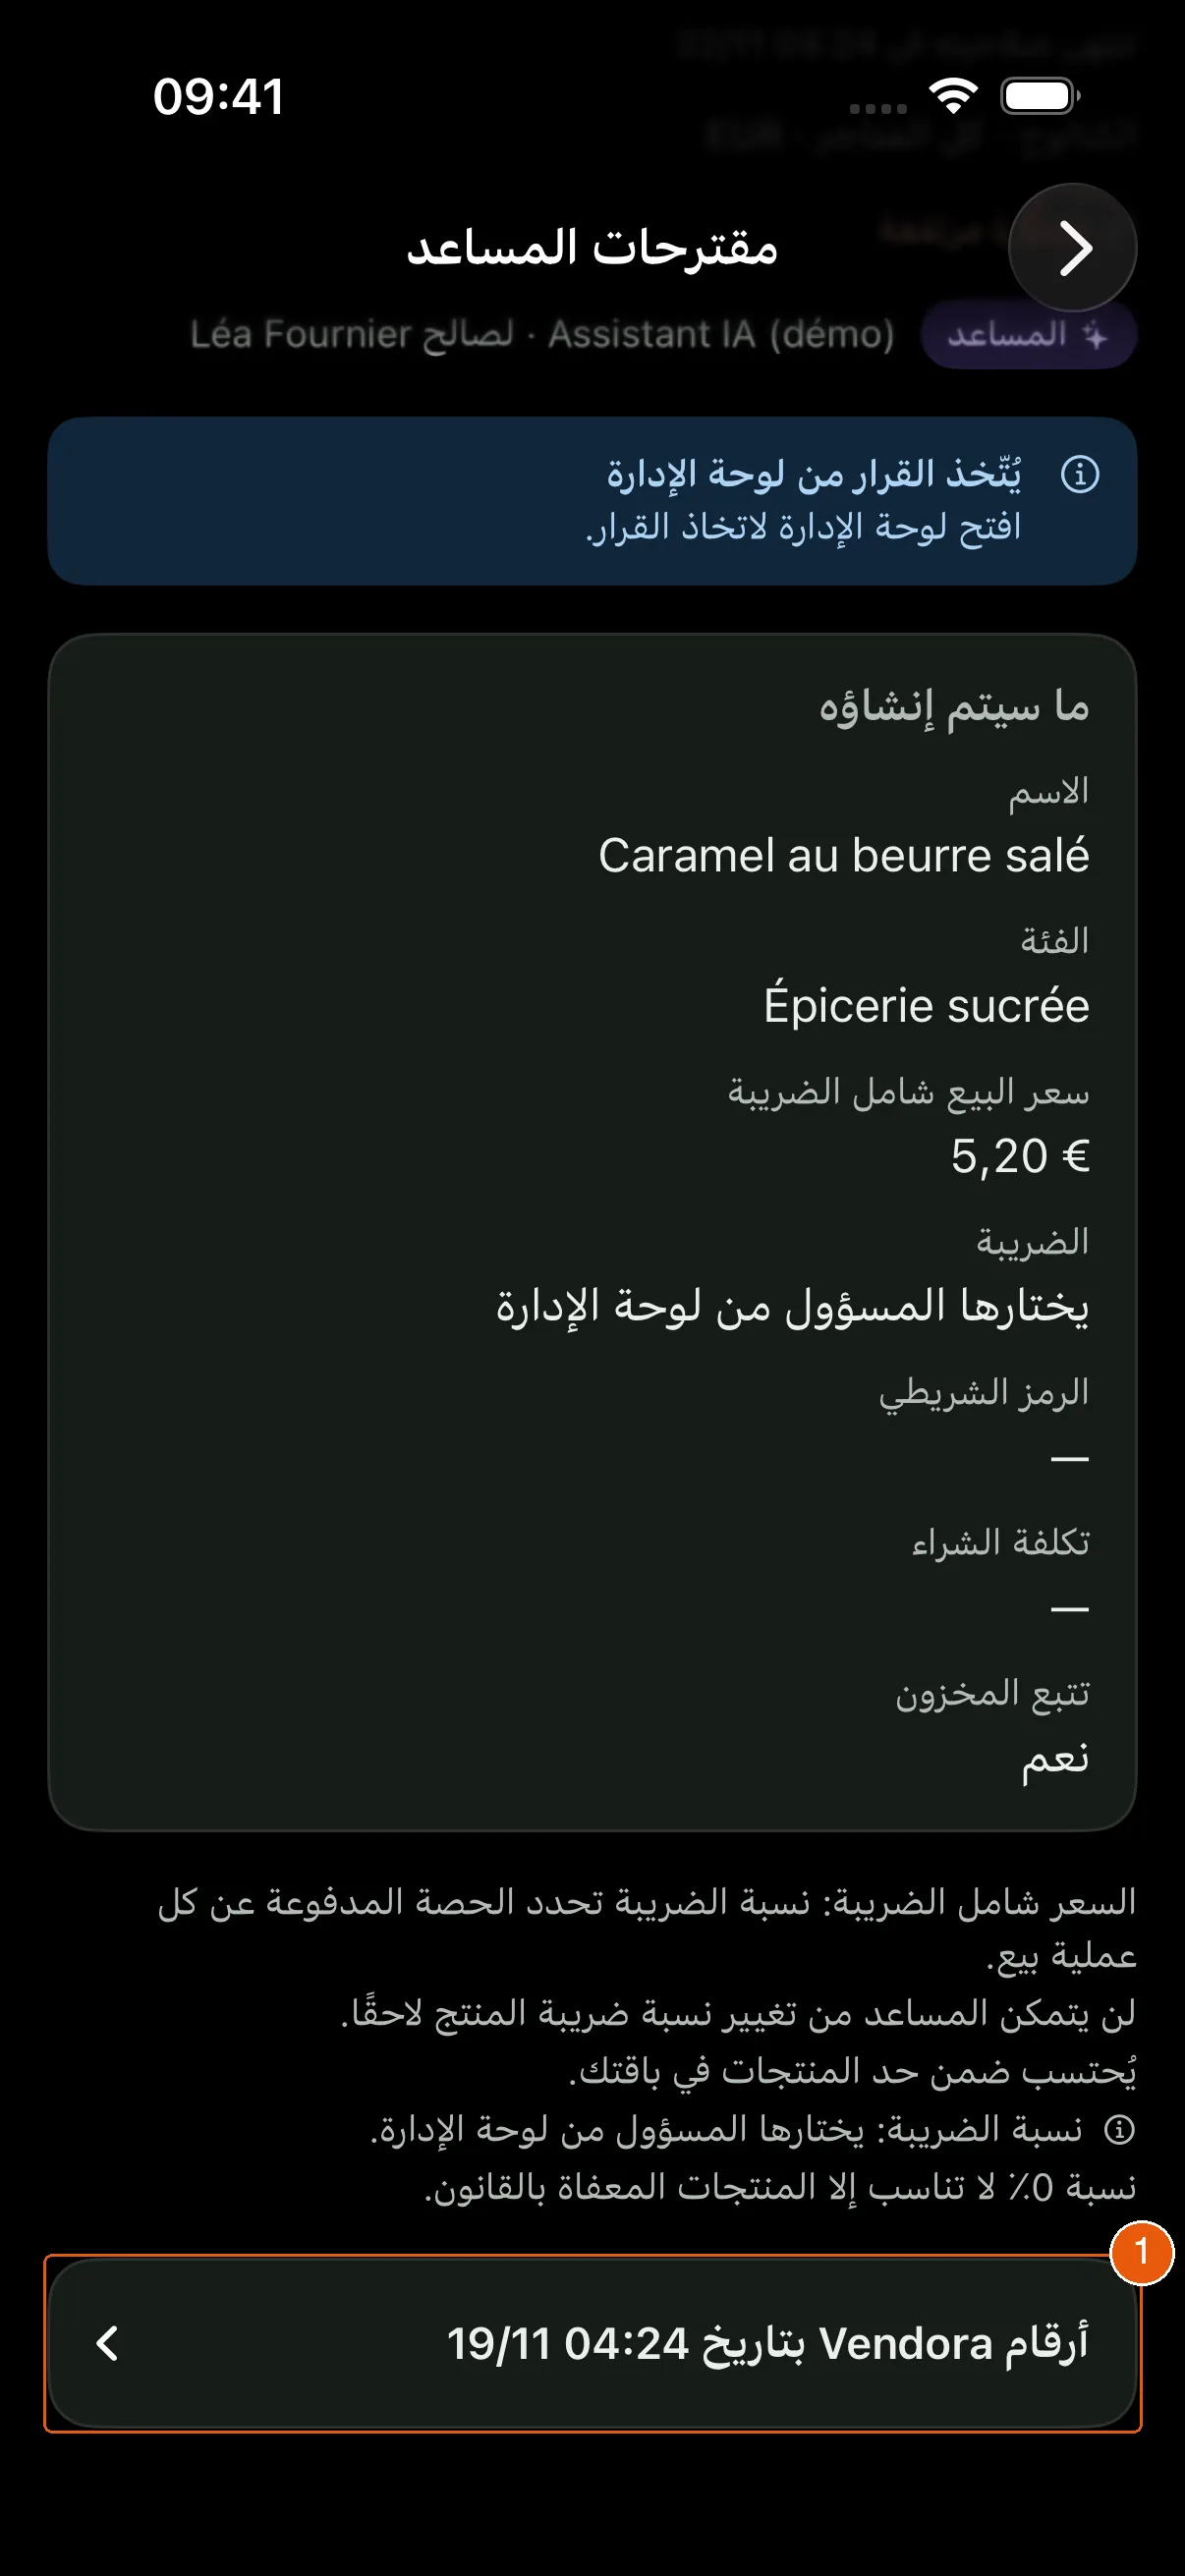 09:41
مقترحات المساعد
المساعد Assistant IA (démo) · لصالح Léa Fournier
يُتّخذ القرار من لوحة الإدارة
افتح لوحة الإدارة لاتخاذ القرار.
ما سيتم إنشاؤه
الاسم
Caramel au beurre salé
الفئة
Épicerie sucrée
سعر البيع شامل الضريبة
5,20 €
الضريبة
يختارها المسؤول من لوحة الإدارة
الرمز الشريطي
—
تكلفة الشراء
—
تتبع المخزون
نعم
السعر شامل الضريبة: نسبة الضريبة تحدد الحصة المدفوعة عن كل
عملية بيع.
لن يتمكن المساعد من تغيير نسبة ضريبة المنتج لاحقًا.
يُحتسب ضمن حد المنتجات في باقتك.
نسبة الضريبة: يختارها المسؤول من لوحة الإدارة.
نسبة 0٪ لا تناسب إلا المنتجات المعفاة بالقانون.
1
أرقام Vendora بتاريخ 19/11 04:24